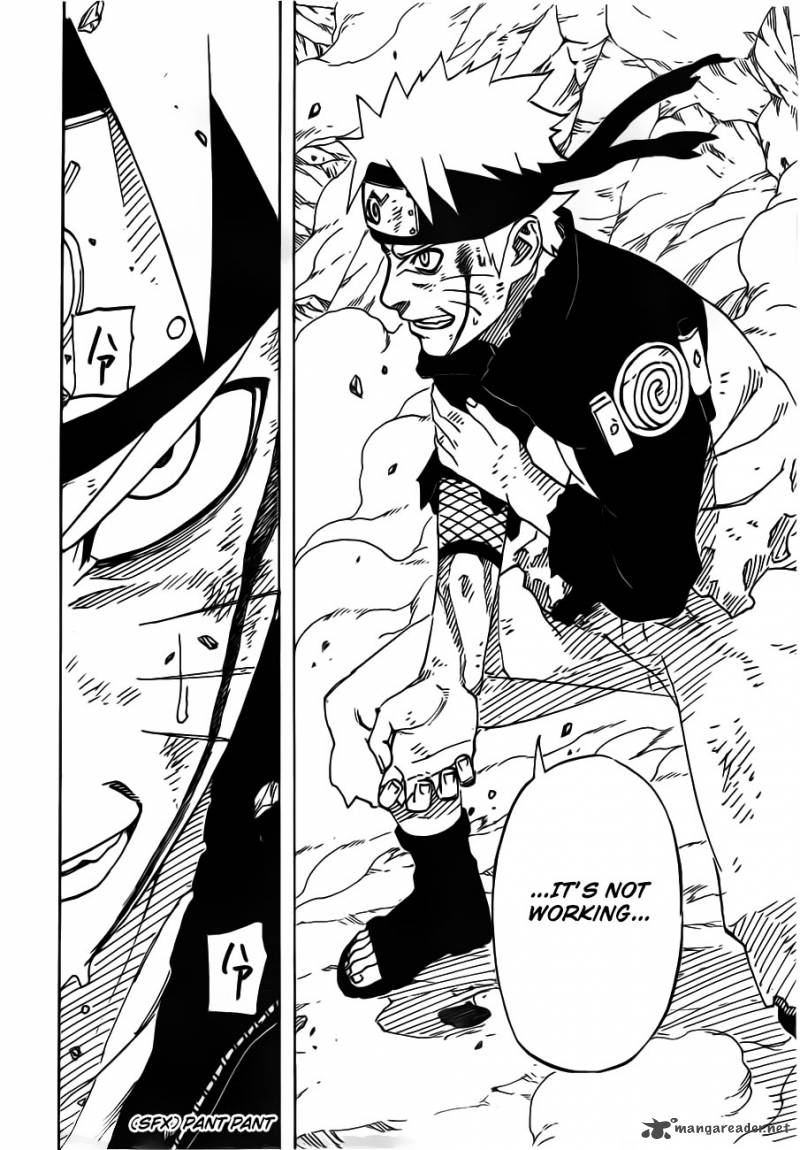 ...IT'S NOT
WORKING...
ハァ
ハァ
(SFX) PANT PANT
mangareader.net